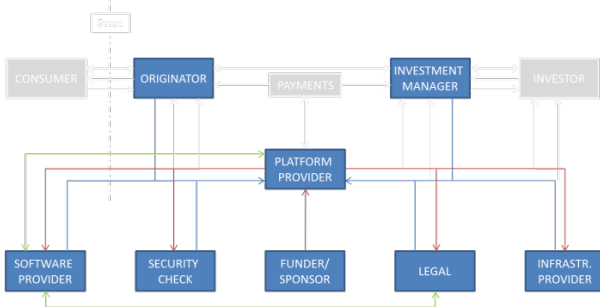 CONSUMER
ORIGINATOR
PAYMENTS
INVESTMENT
MANAGER
INVESTOR
PLATFORM
PROVIDER
SOFTWARE
PROVIDER
SECURITY
CHECK
FUNDER/
SPONSOR
LEGAL
INFRASTR.
PROVIDER